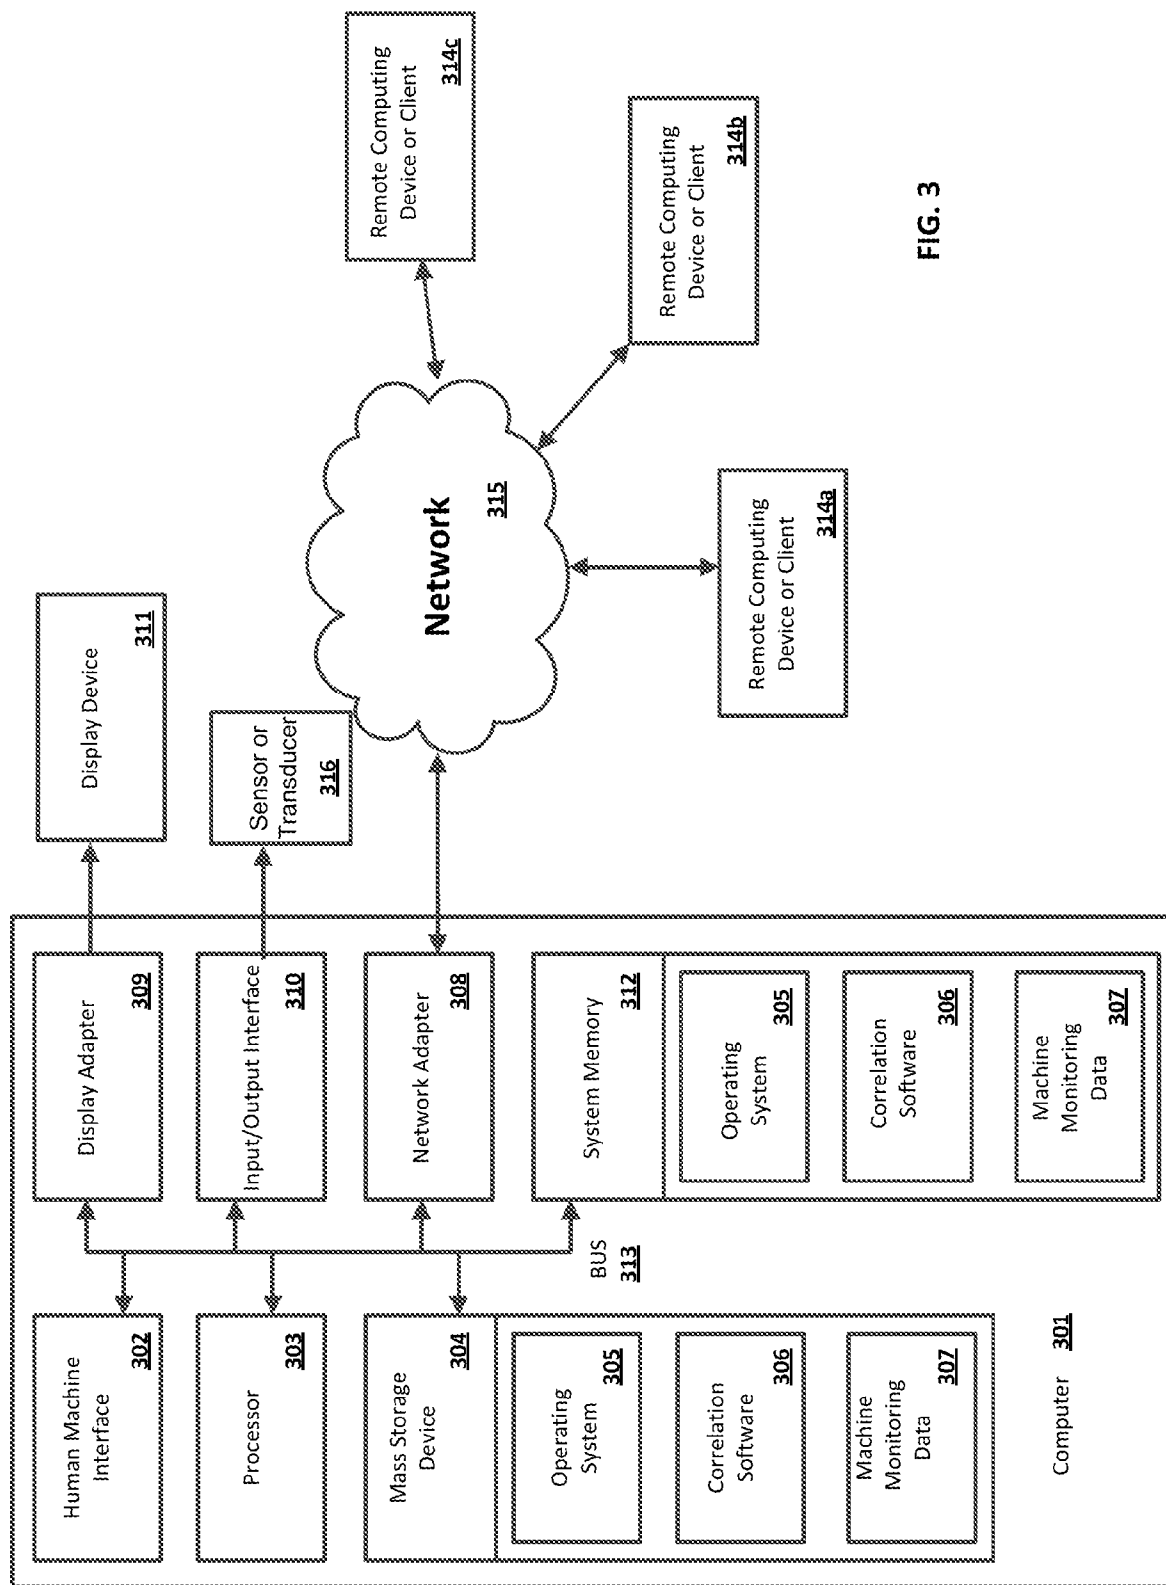 Human Machine
Interface
302
Processor
303
Mass Storage
Device
304
Operating
System
305
Correlation
Software
306
Machine
Monitoring
Data
307
Computer 301
BUS
313
Display Adapter
309
Input/Output Interface
310
Network Adapter
308
System Memory
312
Operating
System
305
Correlation
Software
306
Machine
Monitoring
Data
307
Display Device
311
Sensor or
Transducer
316
Network
315
Remote Computing
Device or Client
314a
Remote Computing
Device or Client
314b
Remote Computing
Device or Client
314c
FIG. 3